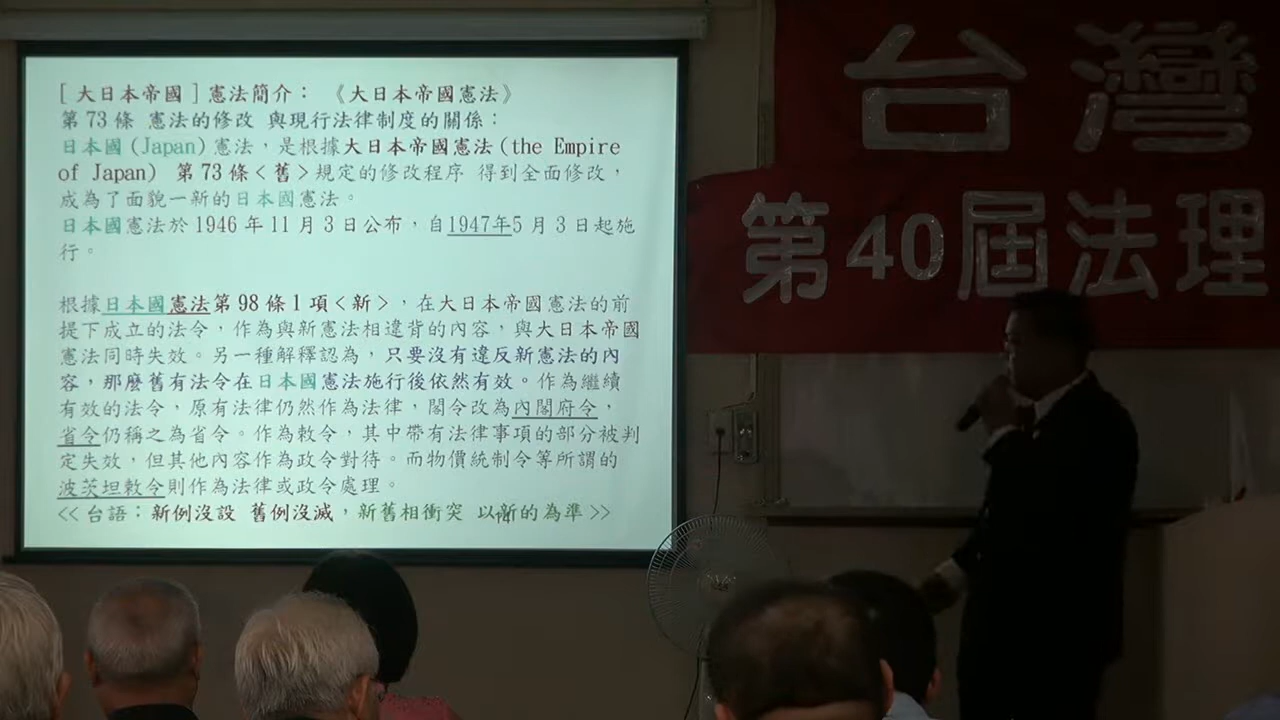 [ 大日本帝國 ] 憲法簡介： 《大日本帝國憲法》
第 73 條 憲法的修改 與現行法律制度的關係：
日本國 (Japan) 憲法，是根據大日本帝國憲法 (the Empire
of Japan) 第 73 條＜舊＞規定的修改程序 得到全面修改，
成為了面貌一新的日本國憲法。
日本國憲法於 1946 年 11 月 3 日公布，自1947年5 月 3 日起施
行。
根據日本國憲法第 98 條 1 項＜新＞，在大日本帝國憲法的前
提下成立的法令，作為與新憲法相違背的內容，與大日本帝國
憲法同時失效。另一種解釋認為，只要沒有違反新憲法的內
容，那麼舊有法令在日本國憲法施行後依然有效。作為繼續
有效的法令，原有法律仍然作為法律，閣令改為內閣府令，
省令仍稱之為省令。作為敕令，其中帶有法律事項的部分被判
定失效，但其他內容作為政令對待。而物價統制令等所謂的
波茨坦敕令則作為法律或政令處理。
<< 台語：新例沒設 舊例沒滅，新舊相衝突 以新的為準 >>
台灣
第40屆法理